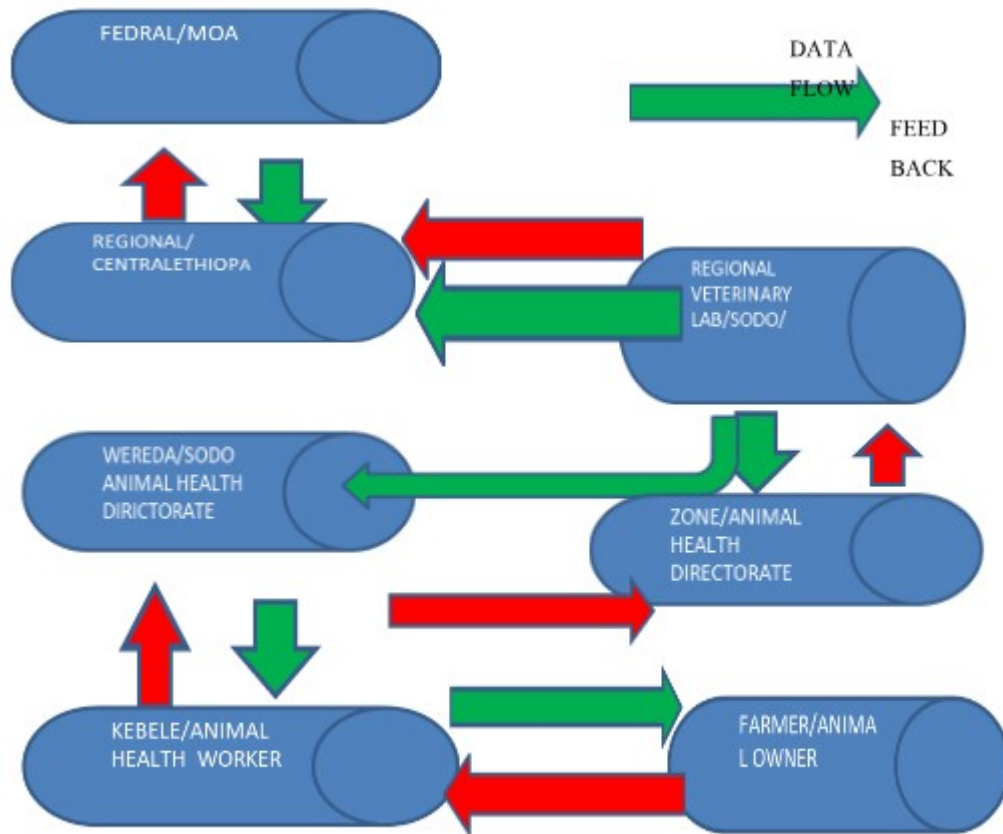 FEDRAL/MOA
DATA
FLOW
FEED
BACK
REGIONAL/
CENTRALETHIOPA
REGIONAL
VETERINARY
LAB/SODO/
WEREDA/SODO
ANIMAL HEALTH
DIRICTORATE
ZONE/ANIMAL
HEALTH
DIRECTORATE
KEBELE/ANIMAL
HEALTH WORKER
FARMER/ANIMA
L OWNER